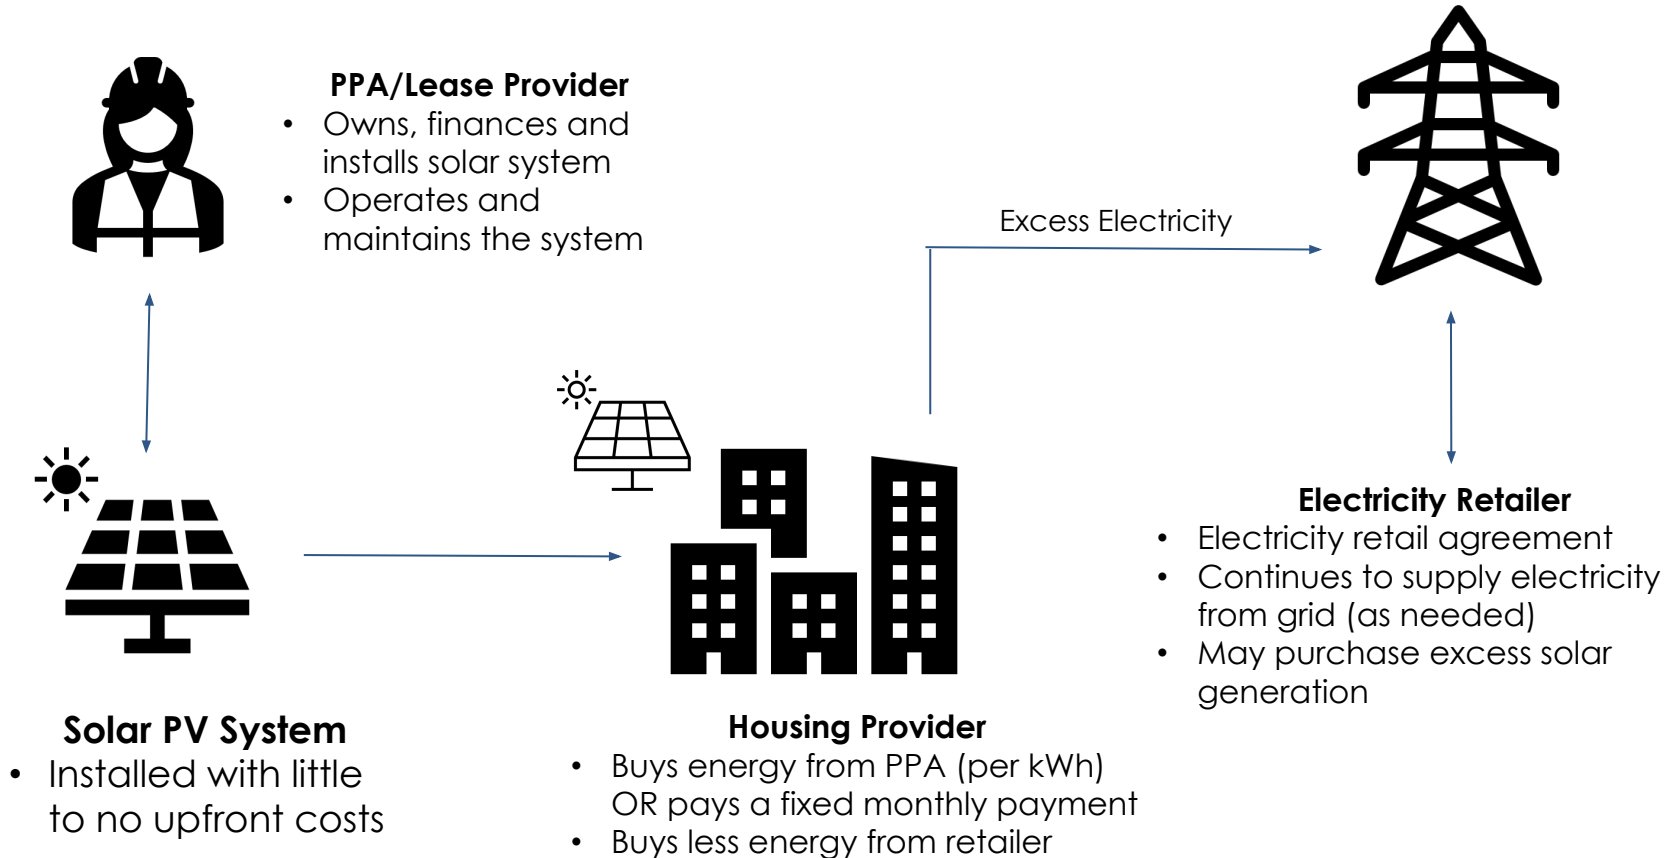 PPA/Lease Provider
• Owns, finances and
installs solar system
• Operates and
maintains the system
Excess Electricity
Electricity Retailer
• Electricity retail agreement
• Continues to supply electricity
from grid (as needed)
• May purchase excess solar
generation
Solar PV System
• Installed with little
to no upfront costs
Housing Provider
• Buys energy from PPA (per kWh)
OR pays a fixed monthly payment
• Buys less energy from retailer